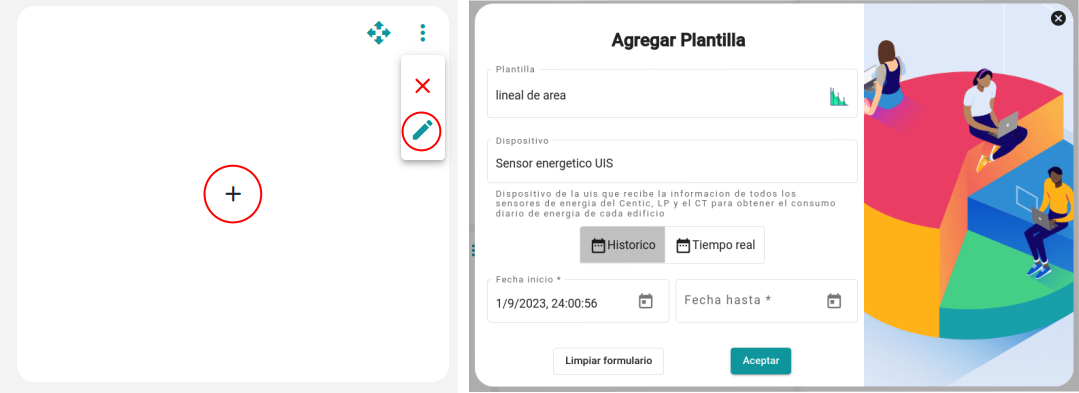 Agregar Plantilla
Plantilla
lineal de area
Dispositivo
Sensor energetico UIS
Dispositivo de la uis que recibe la informacion de todos los
sensores de energia del Centic, LP y el CT para obtener el consumo
diario de energia de cada edificio
Historico
Tiempo real
Fecha inicio *
1/9/2023, 24:00:56
Fecha hasta *
Limpiar formulario
Aceptar